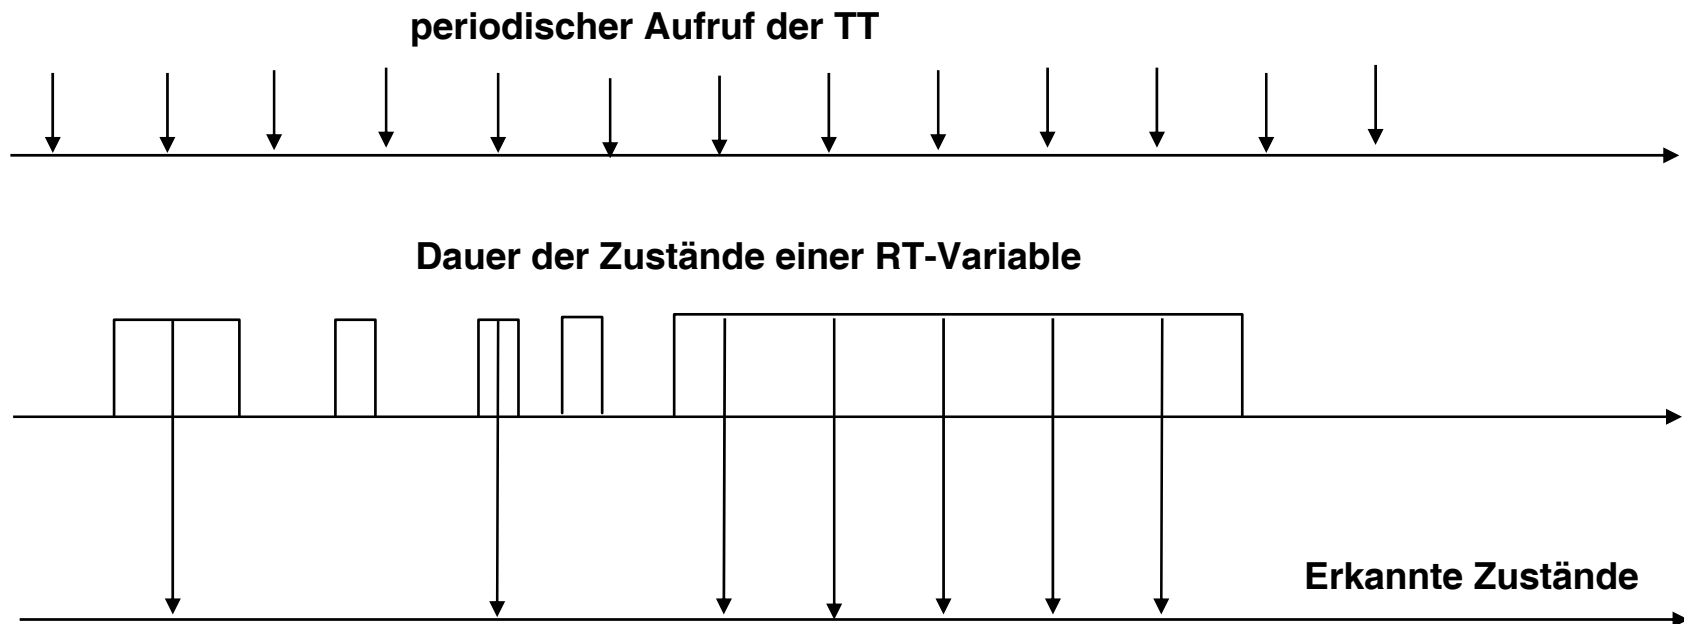 periodischer Aufruf der TT
Dauer der Zustände einer RT-Variable
Erkannte Zustände